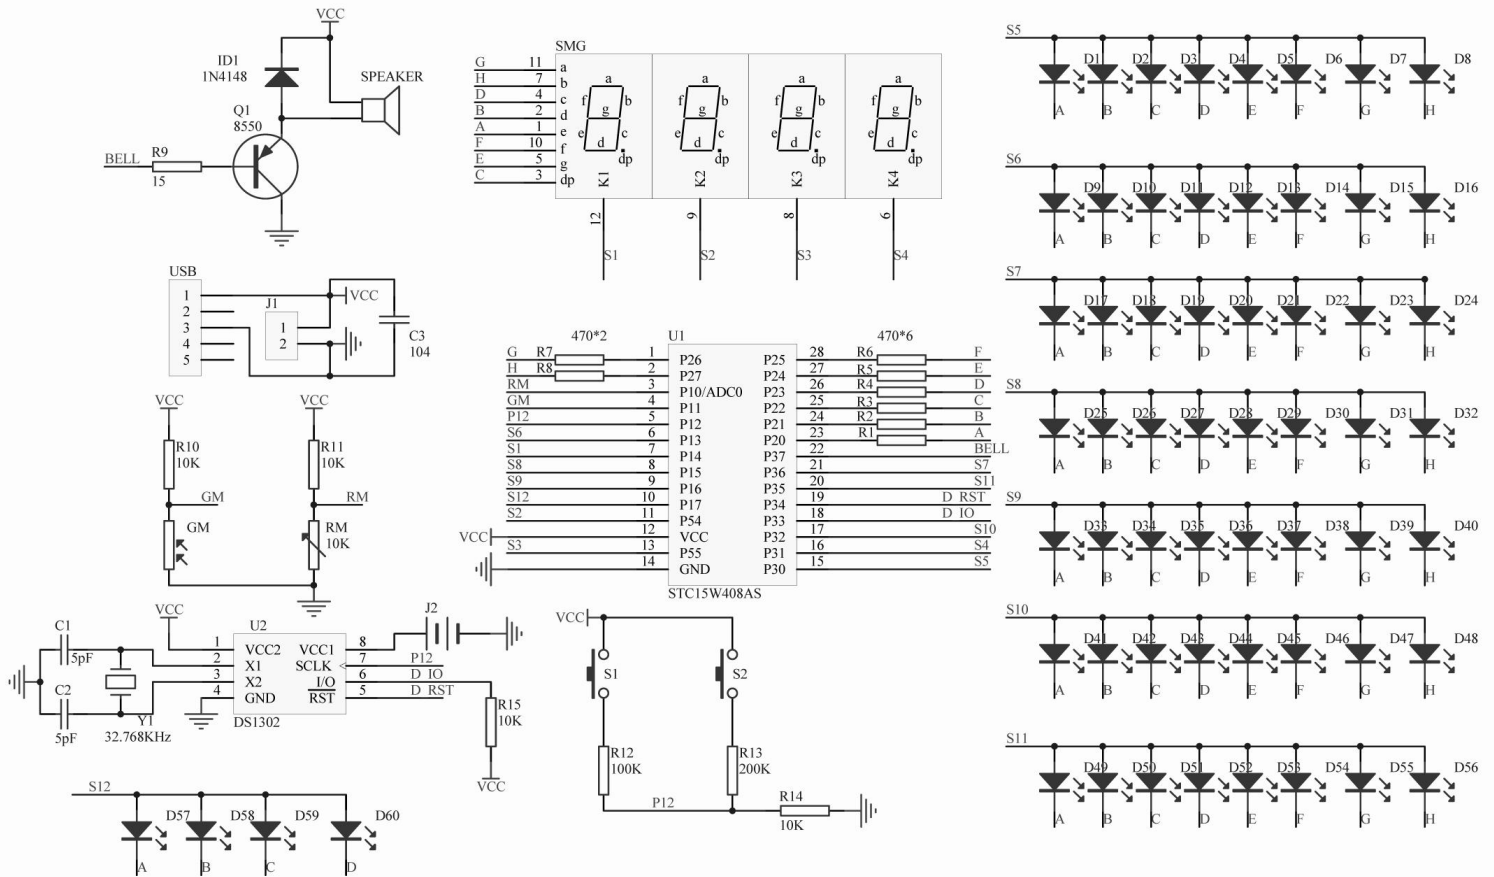 VCC
ID1
1N4148
SPEAKER
Q1
8550
BELL
R9
15
SMG
G 11 a
H 7 b
D 4 c
B 2 d
A 1 e
F 10 f
E 5 g
C 3 dp
a f b g e c d dp
a f b g e c d dp
a f b g e c d dp
a f b g e c d dp
K1 K2 K3 K4
12 9 8 6
S1 S2 S3 S4
S5
D1 D2 D3 D4 D5 D6 D7 D8
A B C D E F G H
S6
D9 D10 D11 D12 D13 D14 D15 D16
A B C D E F G H
S7
D17 D18 D19 D20 D21 D22 D23 D24
A B C D E F G H
S8
D25 D26 D27 D28 D29 D30 D31 D32
A B C D E F G H
S9
D33 D34 D35 D36 D37 D38 D39 D40
A B C D E F G H
S10
D41 D42 D43 D44 D45 D46 D47 D48
A B C D E F G H
S11
D49 D50 D51 D52 D53 D54 D55 D56
A B C D E F G H
USB
1
2
3
4
5
J1
1
2
VCC
C3
104
470*2
U1
470*6
G R7 1 P26 P25 28 R6 F
H R8 2 P27 P24 27 R5 E
RM 3 P10/ADC0 P23 26 R4 D
GM 4 P11 P22 25 R3 C
P12 5 P12 P21 24 R2 B
S6 6 P13 P20 23 R1 A
S1 7 P14 P37 22 BELL
S8 8 P15 P36 21 S7
S9 9 P16 P35 20 S11
S12 10 P17 P34 19 D RST
S2 11 P54 P33 18 D IO
VCC 12 VCC P32 17 S10
S3 13 P55 P31 16 S4
14 GND P30 15 S5
STC15W408AS
VCC VCC
R10 R11
10K 10K
GM RM
GM RM
10K
VCC
U2
J2
C1
5pF
C2
5pF
Y1
32.768KHz
1 VCC2 VCC1 8
2 X1 SCLK 7 P12
3 X2 I/O 6 D IO
4 GND RST 5 D RST
DS1302
R15
10K
VCC
VCC
S1 S2
R12 R13
100K 200K
P12
R14
10K
S12
D57 D58 D59 D60
A B C D